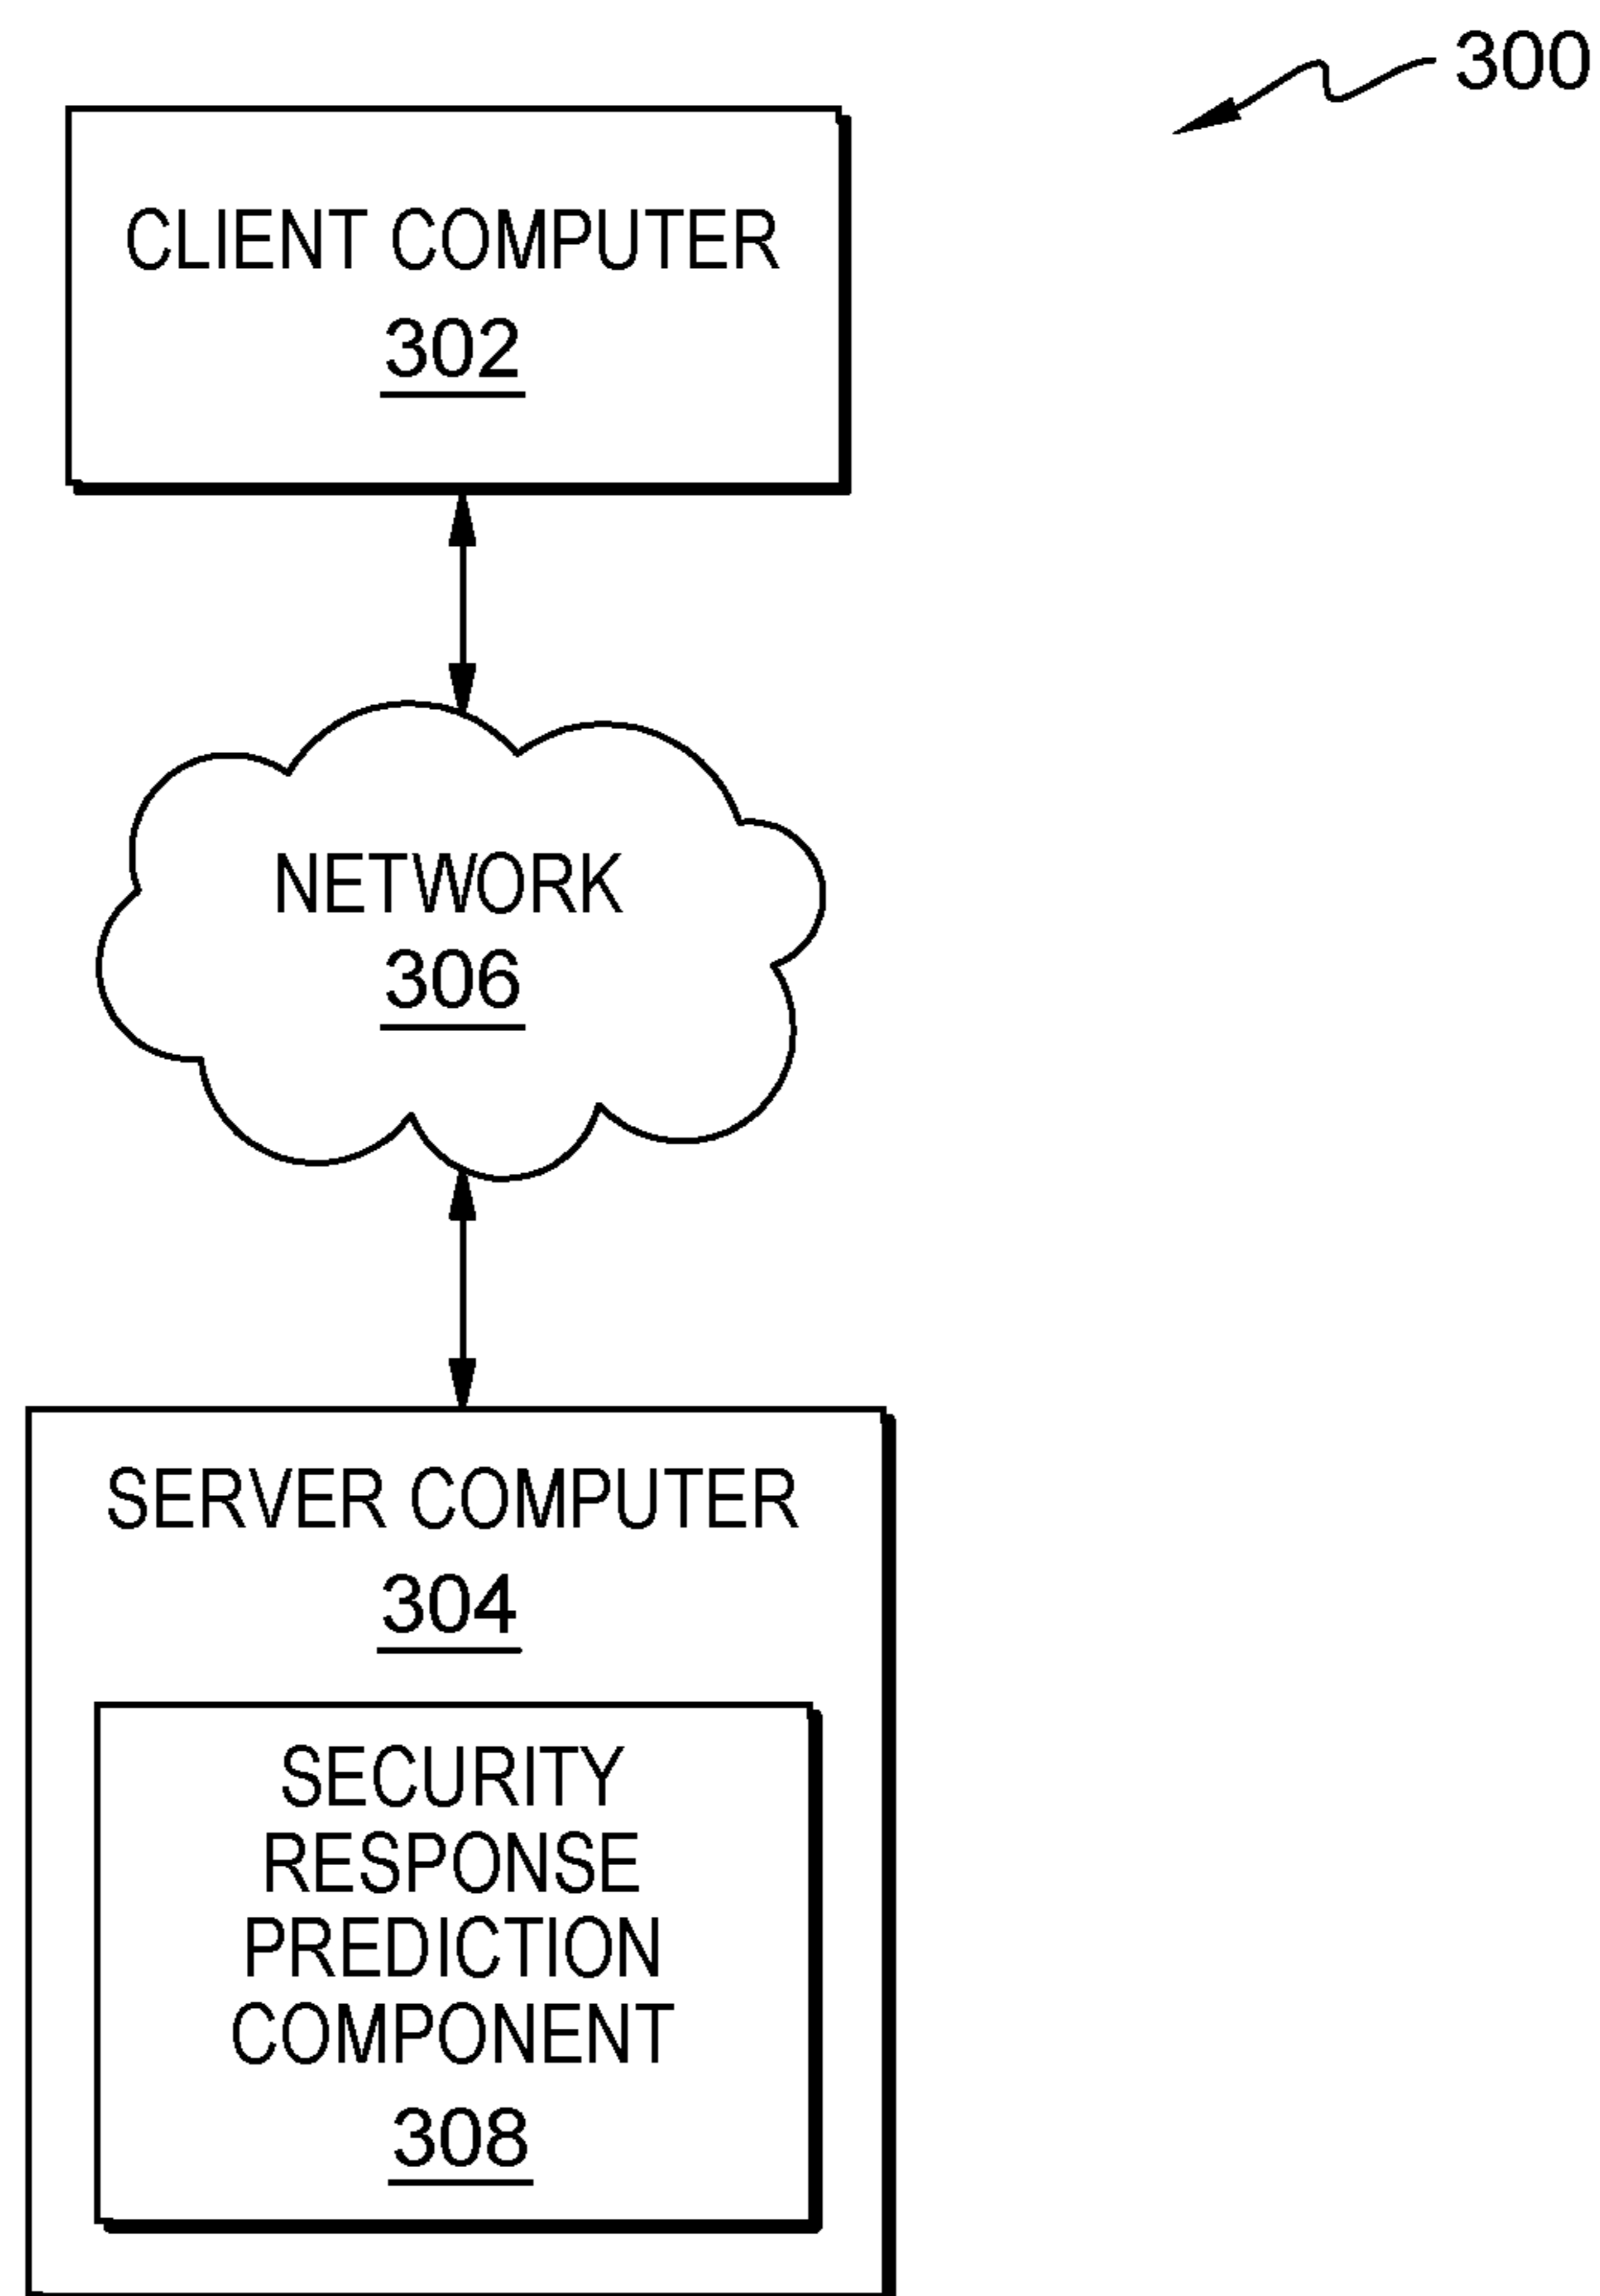 300
CLIENT COMPUTER
302
NETWORK
306
SERVER COMPUTER
304
SECURITY
RESPONSE
PREDICTION
COMPONENT
308